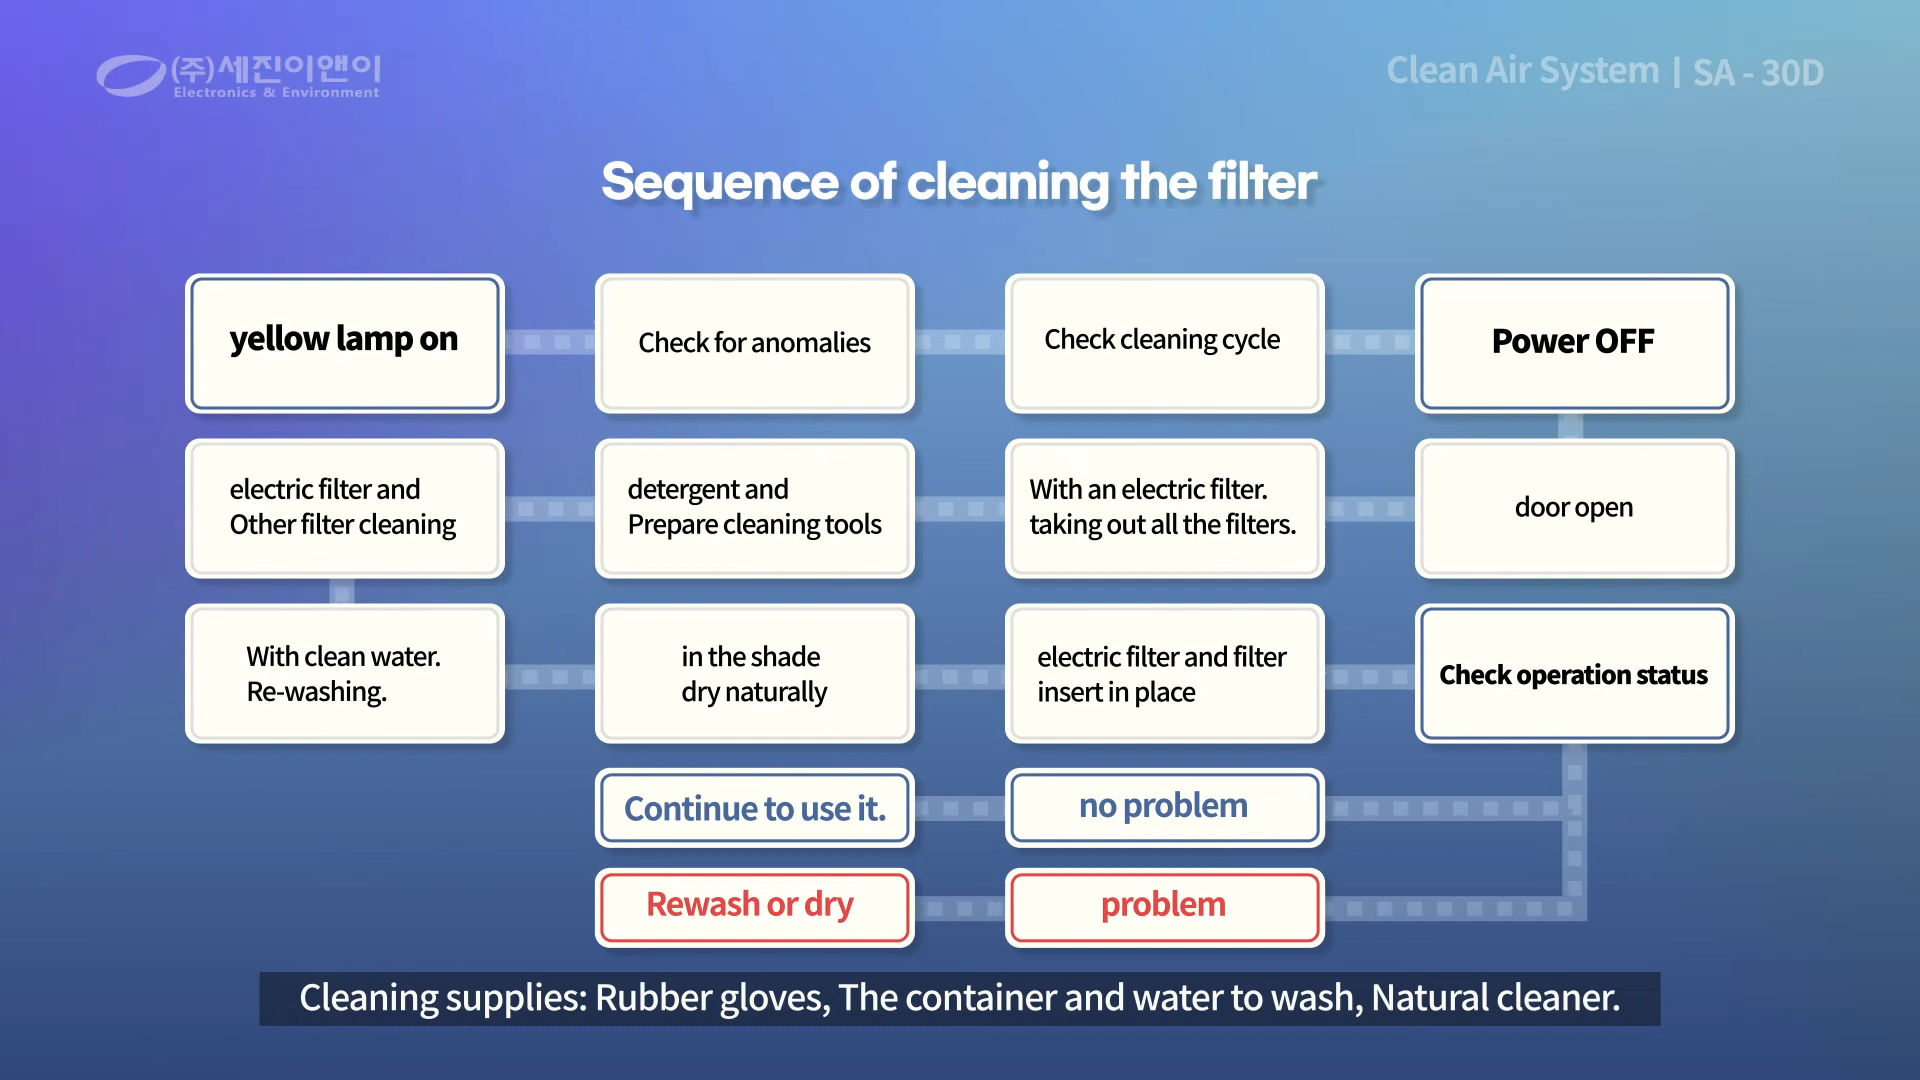 (주)세진이앤이
Electronics & Environment
Clean Air System | SA - 30D
Sequence of cleaning the filter
yellow lamp on
Check for anomalies
Check cleaning cycle
Power OFF
electric filter and
Other filter cleaning
detergent and
Prepare cleaning tools
With an electric filter.
taking out all the filters.
door open
With clean water.
Re-washing.
in the shade
dry naturally
electric filter and filter
insert in place
Check operation status
Continue to use it.
no problem
Rewash or dry
problem
Cleaning supplies: Rubber gloves, The container and water to wash, Natural cleaner.